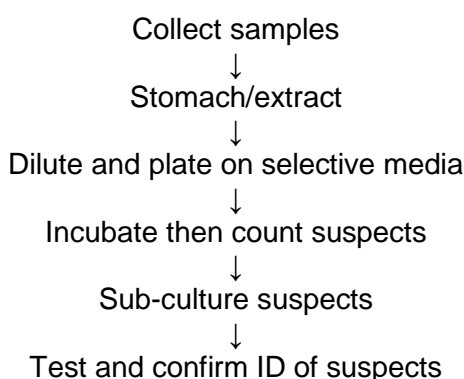 Collect samples
↓
Stomach/extract
↓
Dilute and plate on selective media
↓
Incubate then count suspects
↓
Sub-culture suspects
↓
Test and confirm ID of suspects